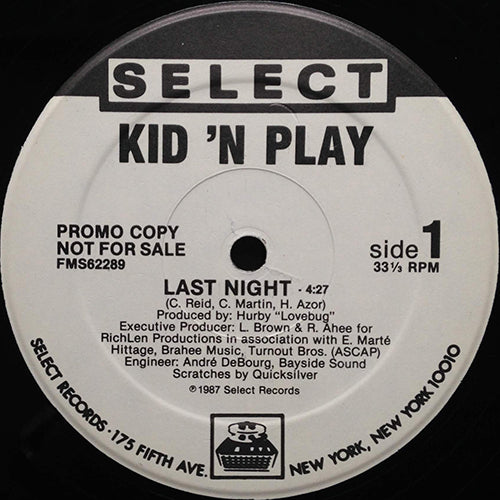 SELECT
KID 'N PLAY
PROMO COPY
NOT FOR SALE
FMS62289
side 1
33⅓ RPM
LAST NIGHT - 4:27
(C. Reid, C. Martin, H. Azor)
Produced by: Hurby "Lovebug"
Executive Producer: L. Brown & R. Ahee for
RichLen Productions in association with E. Marté
Hittage, Brahee Music, Turnout Bros. (ASCAP)
Engineer: André DeBourg, Bayside Sound
Scratches by Quicksilver
℗1987 Select Records
SELECT RECORDS · 175 FIFTH AVE. NEW YORK, NEW YORK 10010